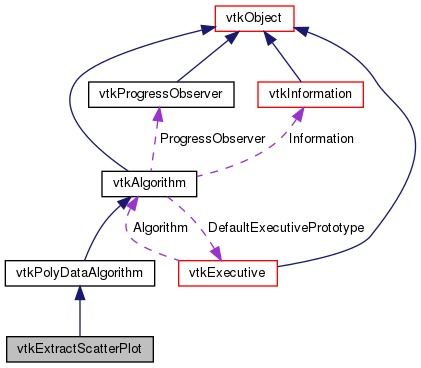 vtkObject
vtkProgressObserver
vtkInformation
ProgressObserver
Information
vtkAlgorithm
Algorithm
DefaultExecutivePrototype
vtkPolyDataAlgorithm
vtkExecutive
vtkExtractScatterPlot